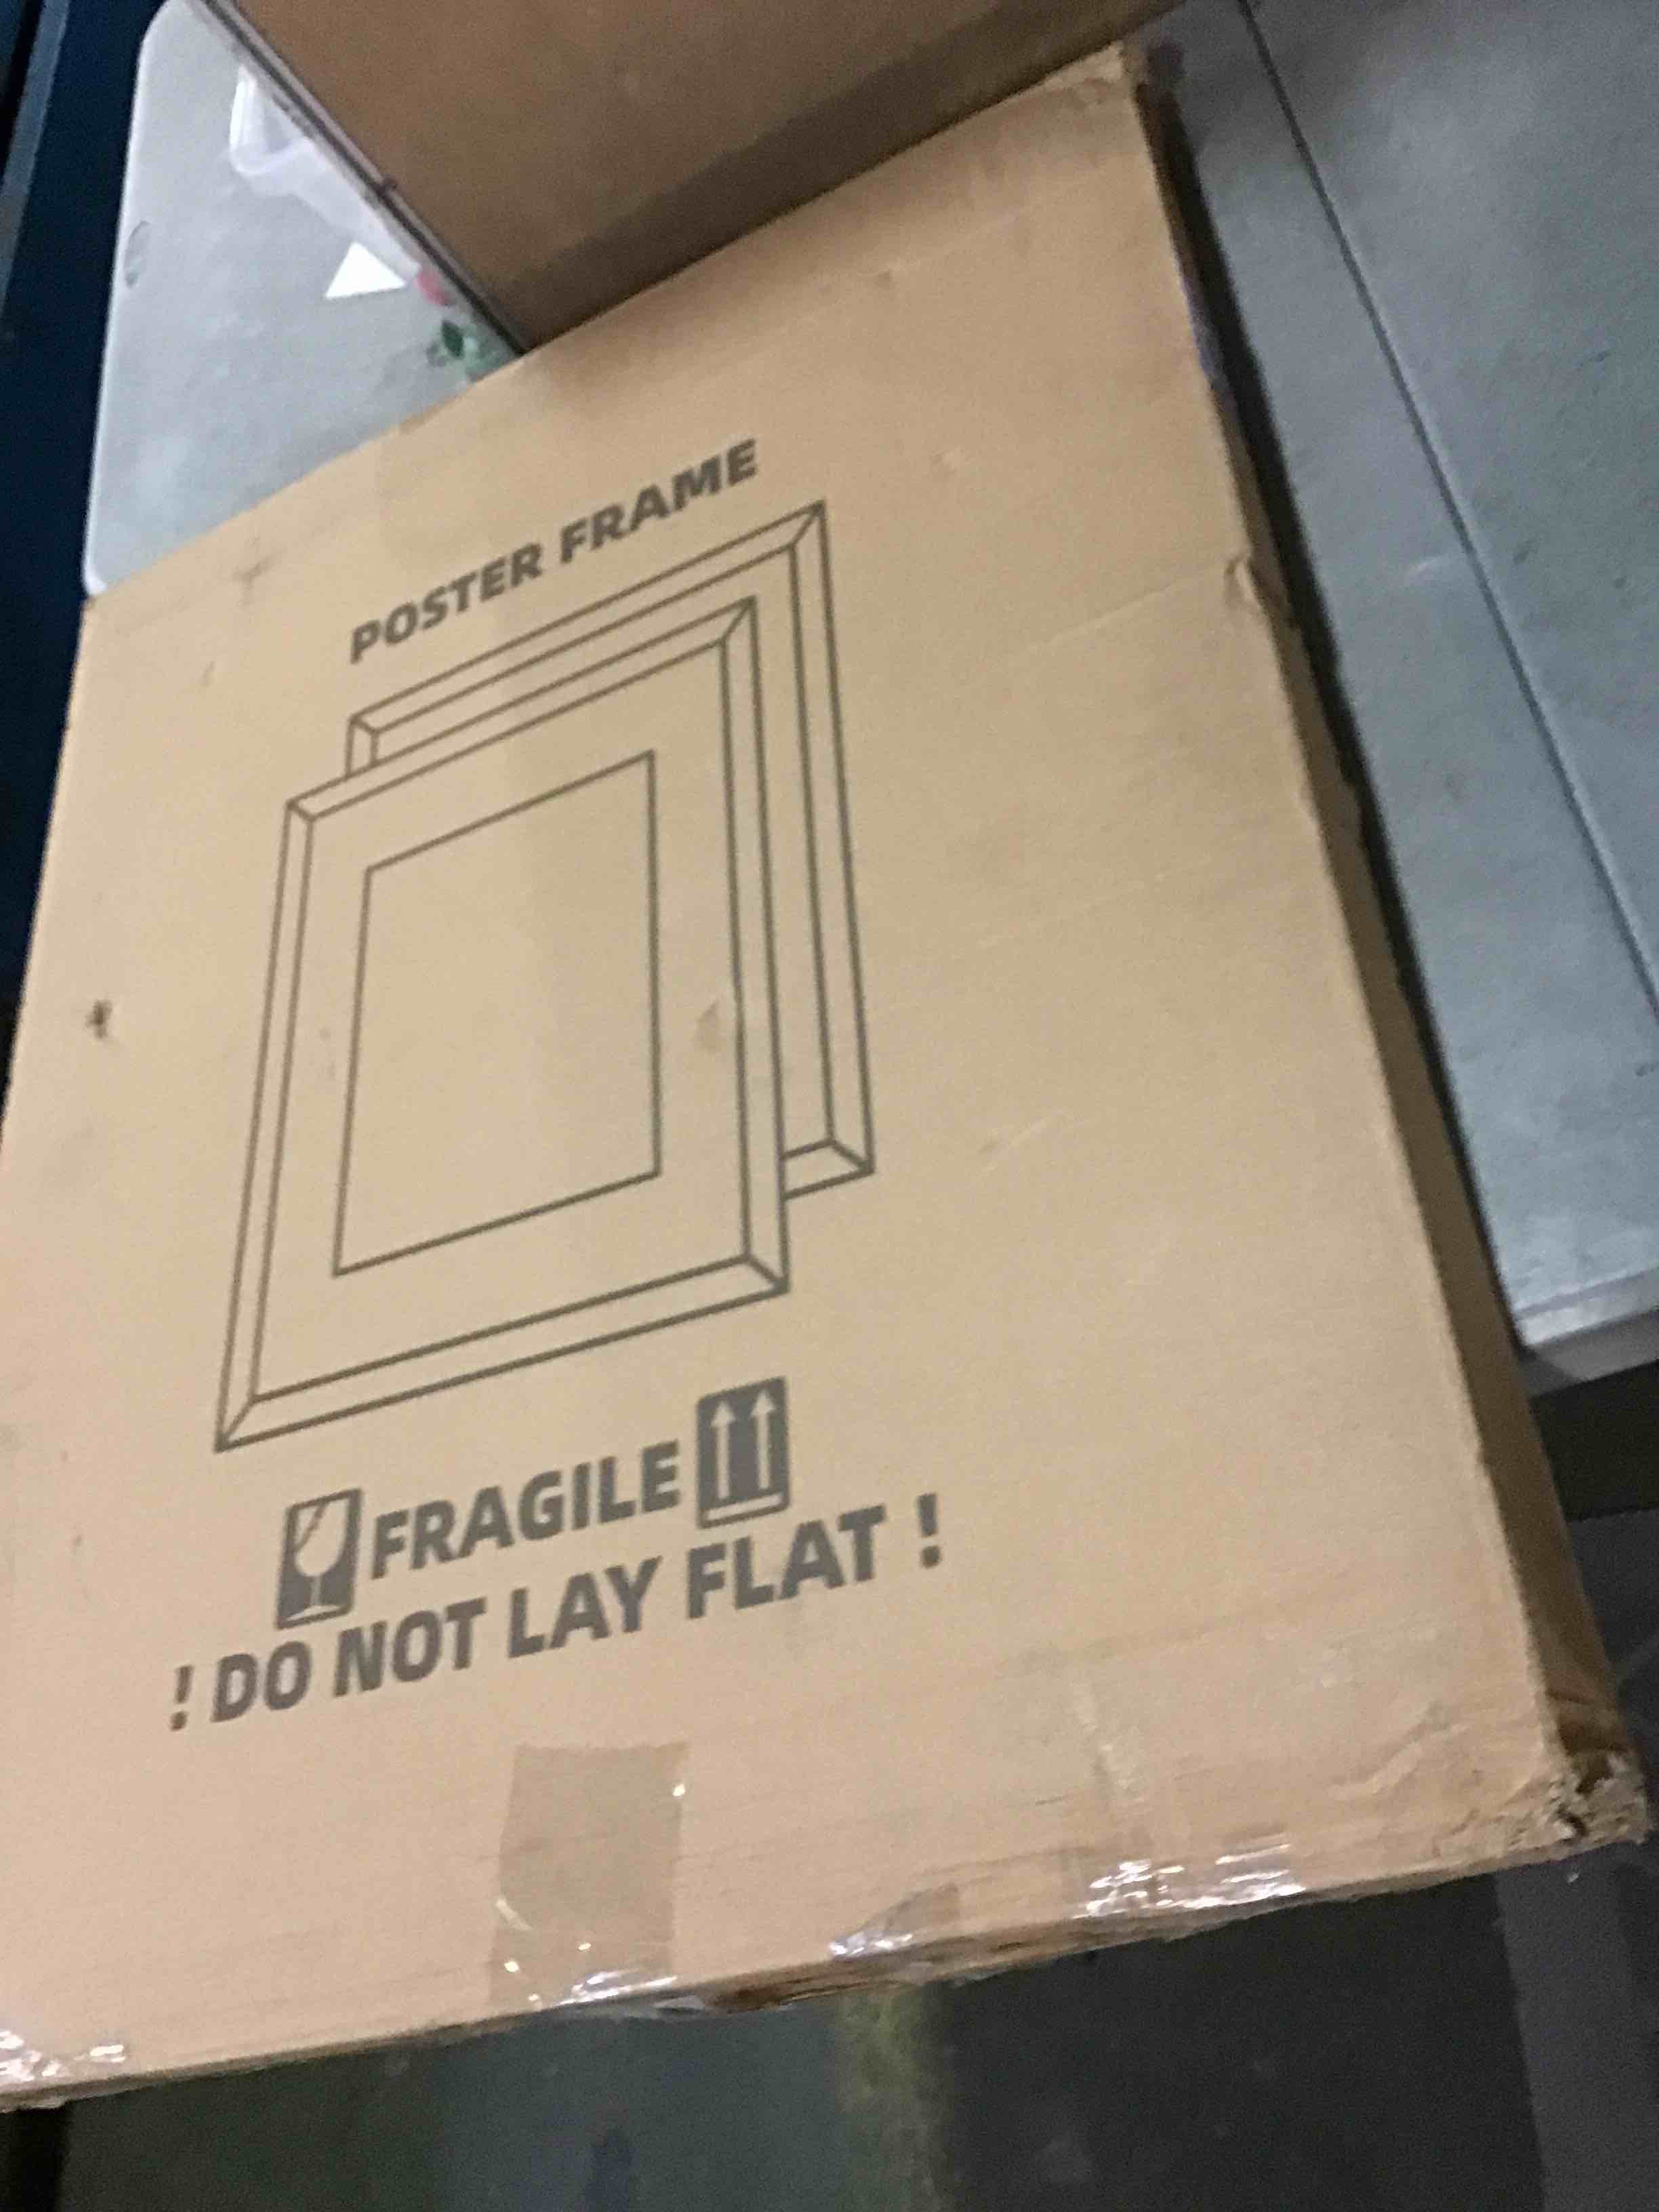 POSTER FRAME
FRAGILE
! DO NOT LAY FLAT !